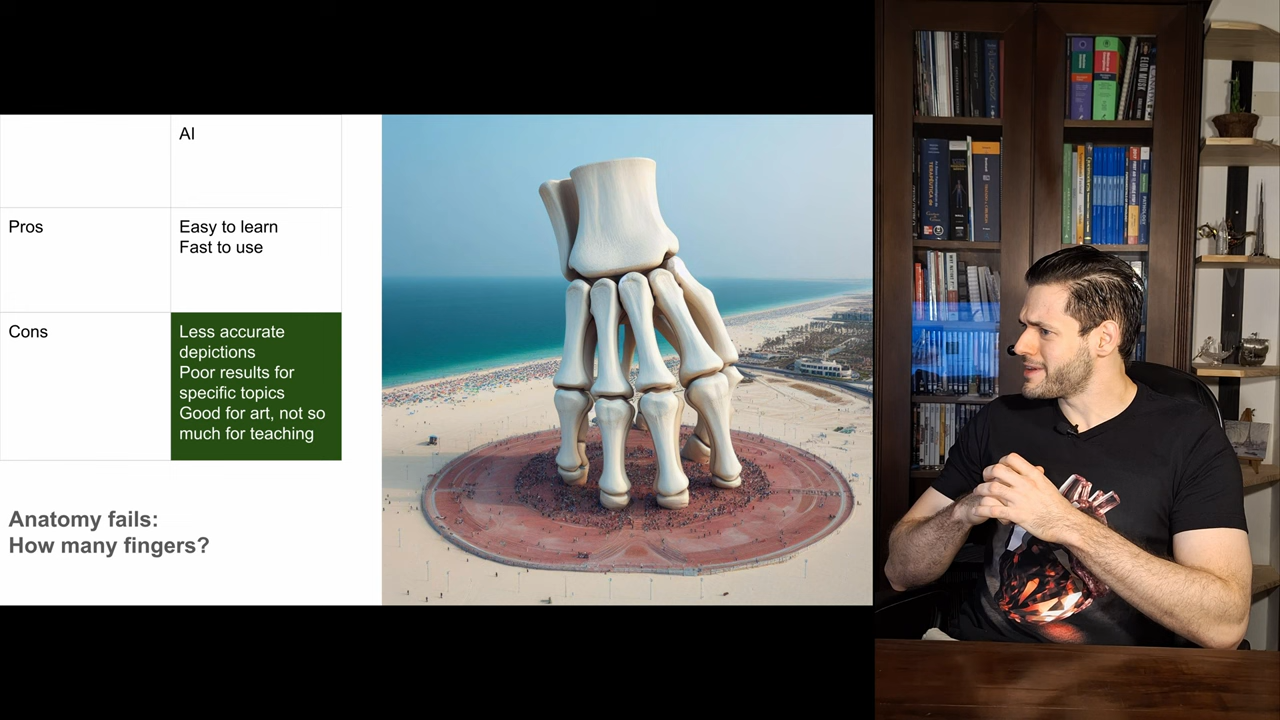 AI
Pros
Easy to learn
Fast to use
Cons
Less accurate
depictions
Poor results for
specific topics
Good for art, not so
much for teaching
Anatomy fails:
How many fingers?
ELON MUSK